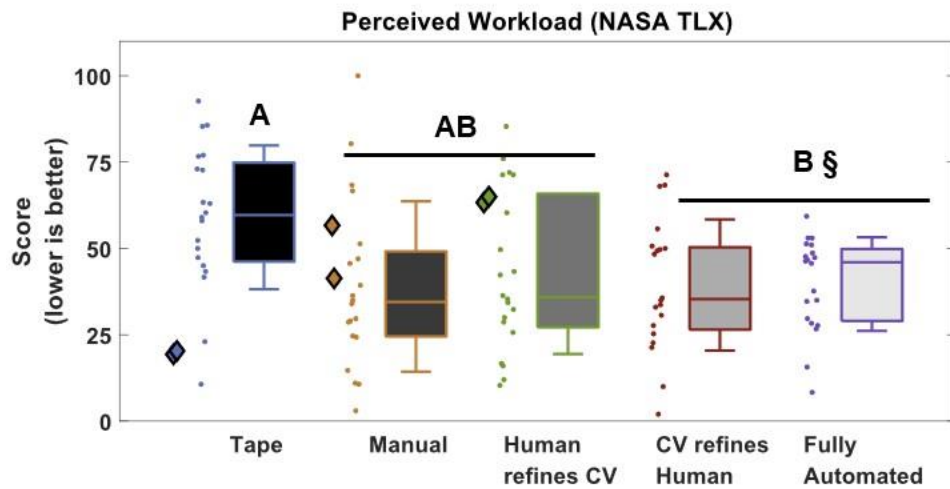 Perceived Workload (NASA TLX)
Score
(lower is better)
100
75
50
25
0
A
AB
B §
Tape
Manual
Human
refines CV
CV refines
Human
Fully
Automated